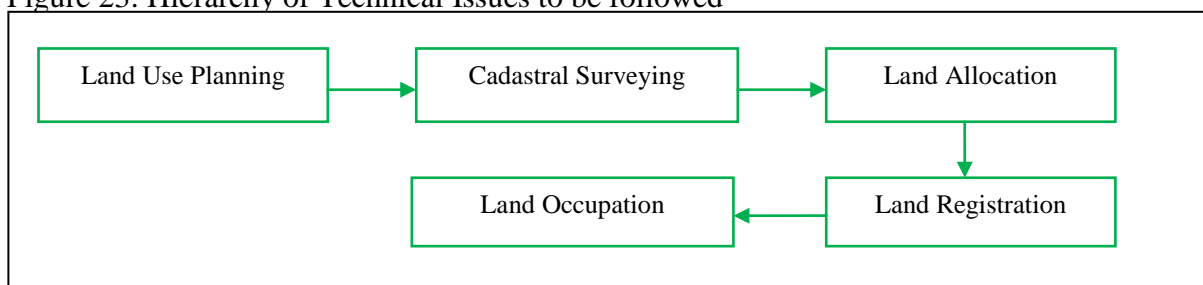 Figure 23: Hierarchy of Technical Issues to be followed
Land Use Planning
Cadastral Surveying
Land Allocation
Land Occupation
Land Registration